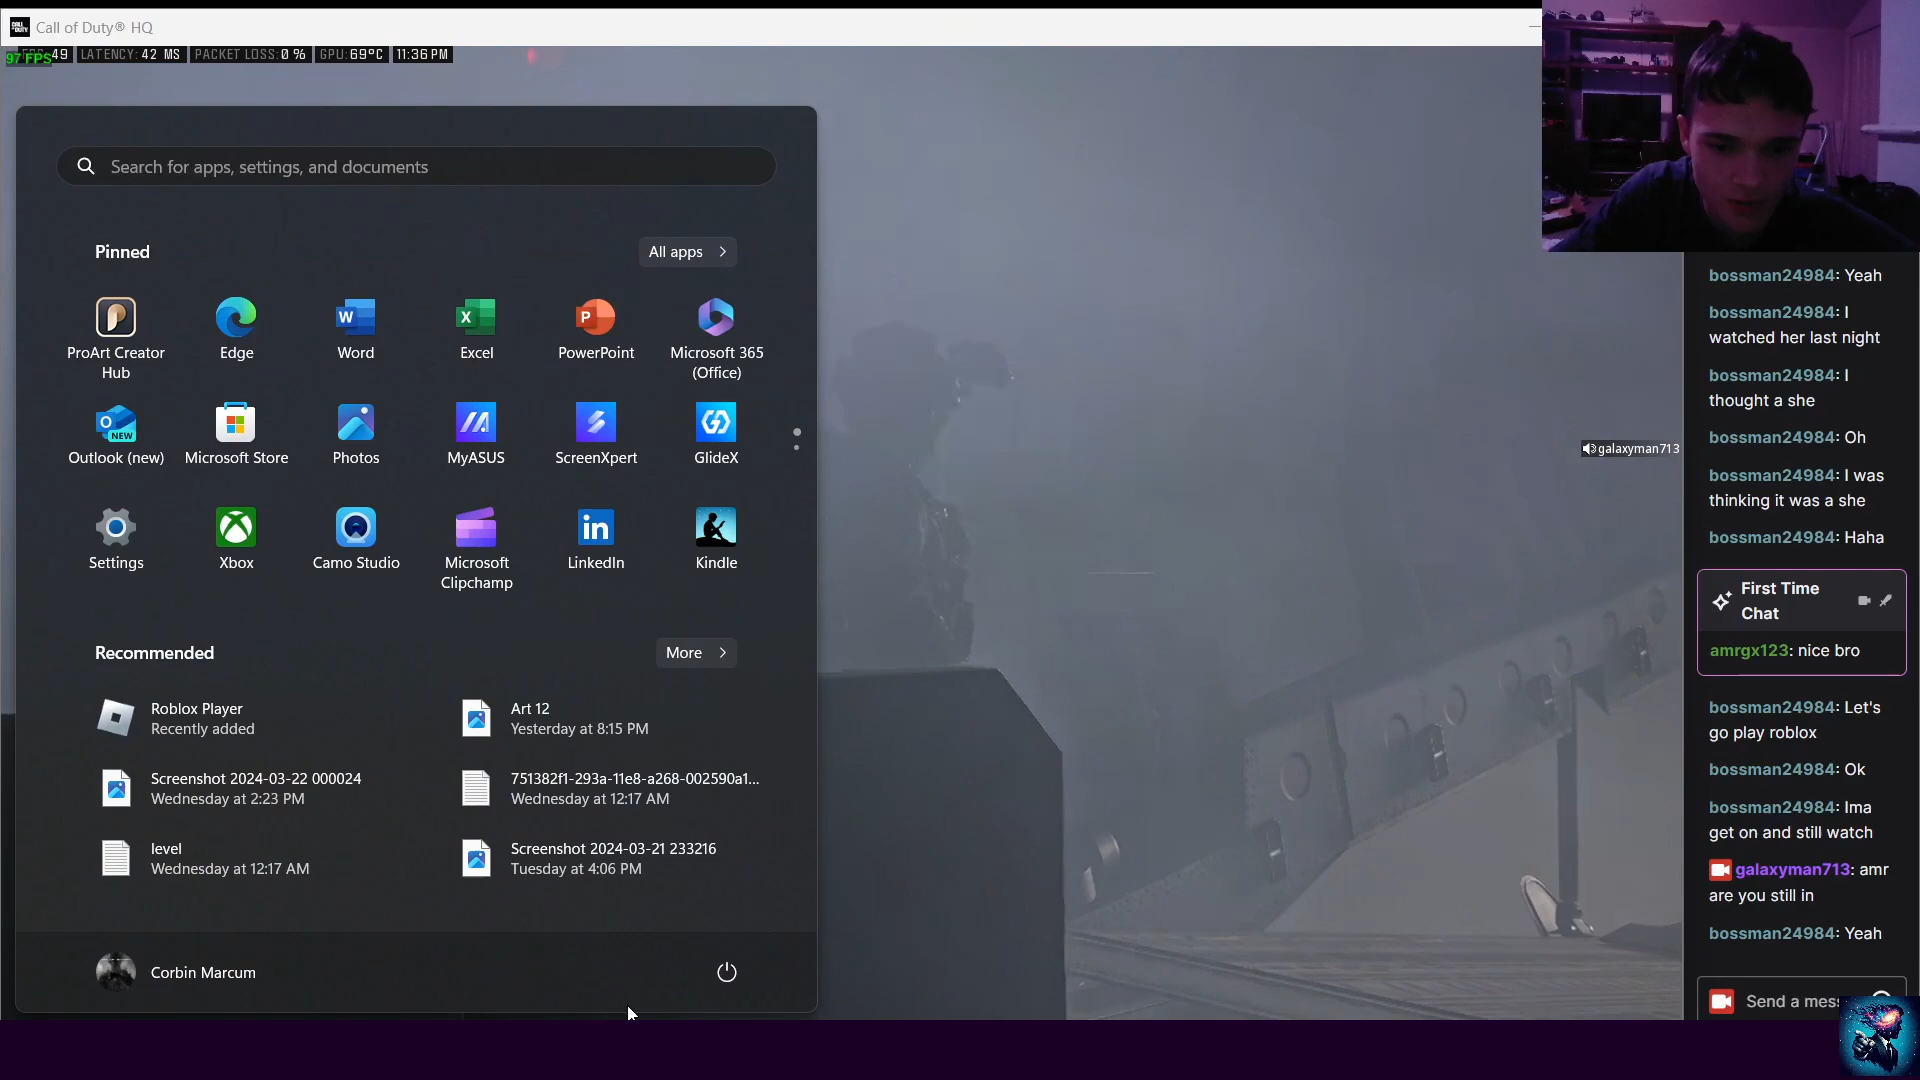 Call of Duty® HQ
97 FPS
49
LATENCY: 42 MS
PACKET LOSS: 0 %
GPU: 69°C
11:36 PM
Search for apps, settings, and documents
Pinned
All apps
ProArt Creator
Hub
Edge
Word
Excel
PowerPoint
Microsoft 365
(Office)
Outlook (new)
Microsoft Store
Photos
MyASUS
ScreenXpert
GlideX
Settings
Xbox
Camo Studio
Microsoft
Clipchamp
LinkedIn
Kindle
Recommended
More
Roblox Player
Recently added
Art 12
Yesterday at 8:15 PM
Screenshot 2024-03-22 000024
Wednesday at 2:23 PM
751382f1-293a-11e8-a268-002590a1...
Wednesday at 12:17 AM
level
Wednesday at 12:17 AM
Screenshot 2024-03-21 233216
Tuesday at 4:06 PM
Corbin Marcum
galaxyman713
bossman24984: Yeah
bossman24984: I
watched her last night
bossman24984: I
thought a she
bossman24984: Oh
bossman24984: I was
thinking it was a she
bossman24984: Haha
First Time
Chat
amrgx123: nice bro
bossman24984: Let's
go play roblox
bossman24984: Ok
bossman24984: Ima
get on and still watch
galaxyman713: amr
are you still in
bossman24984: Yeah
Send a mess